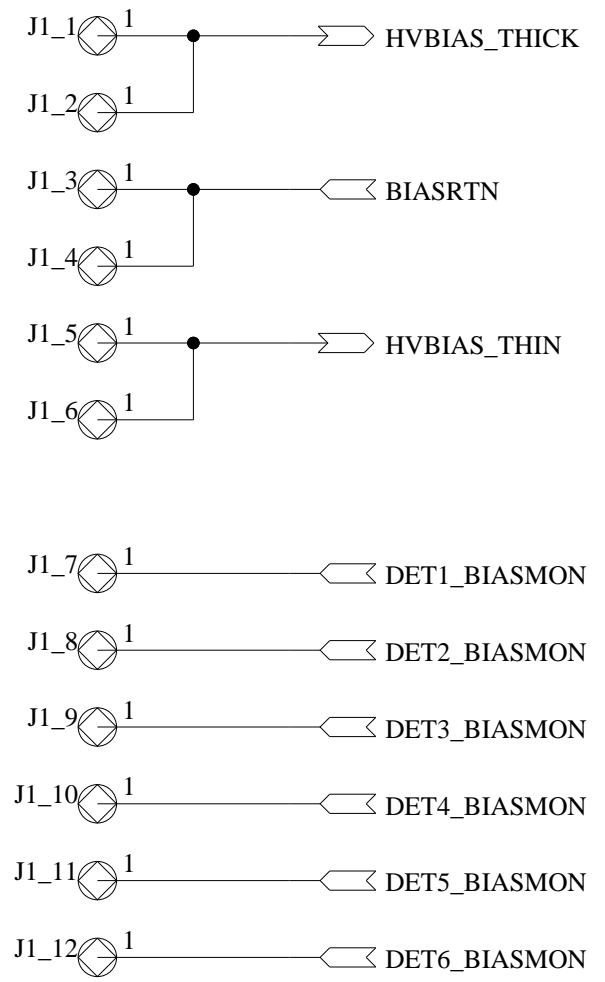 J1_1 1 HVBIAS_THICK
J1_2 1
J1_3 1 BIASRTN
J1_4 1
J1_5 1 HVBIAS_THIN
J1_6 1
J1_7 1 DET1_BIASMON
J1_8 1 DET2_BIASMON
J1_9 1 DET3_BIASMON
J1_10 1 DET4_BIASMON
J1_11 1 DET5_BIASMON
J1_12 1 DET6_BIASMON